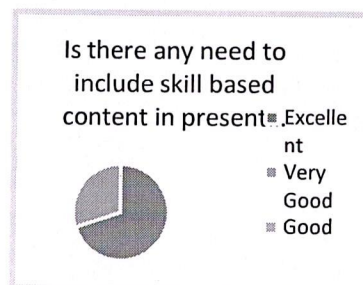 Is there any need to
include skill based
content in present...
Excelle
nt
Very
Good
Good